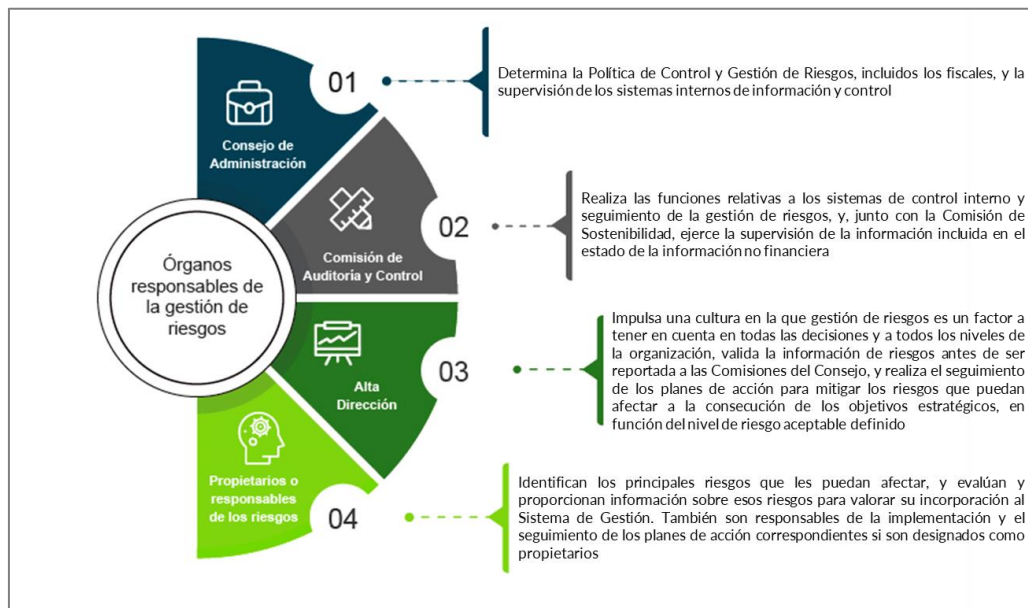 Órganos
responsables de
la gestión de
riesgos
01
Consejo de
Administración
Determina la Política de Control y Gestión de Riesgos, incluidos los fiscales, y la
supervisión de los sistemas internos de información y control
02
Comisión de
Auditoría y Control
Realiza las funciones relativas a los sistemas de control interno y
seguimiento de la gestión de riesgos, y, junto con la Comisión de
Sostenibilidad, ejerce la supervisión de la información incluida en el
estado de la información no financiera
03
Alta
Dirección
Impulsa una cultura en la que gestión de riesgos es un factor a
tener en cuenta en todas las decisiones y a todos los niveles de
la organización, valida la información de riesgos antes de ser
reportada a las Comisiones del Consejo, y realiza el seguimiento
de los planes de acción para mitigar los riesgos que puedan
afectar a la consecución de los objetivos estratégicos, en
función del nivel de riesgo aceptable definido
Propietarios o
responsables
de los riesgos
04
Identifican los principales riesgos que les puedan afectar, y evalúan y
proporcionan información sobre esos riesgos para valorar su incorporación al
Sistema de Gestión. También son responsables de la implementación y el
seguimiento de los planes de acción correspondientes si son designados como
propietarios